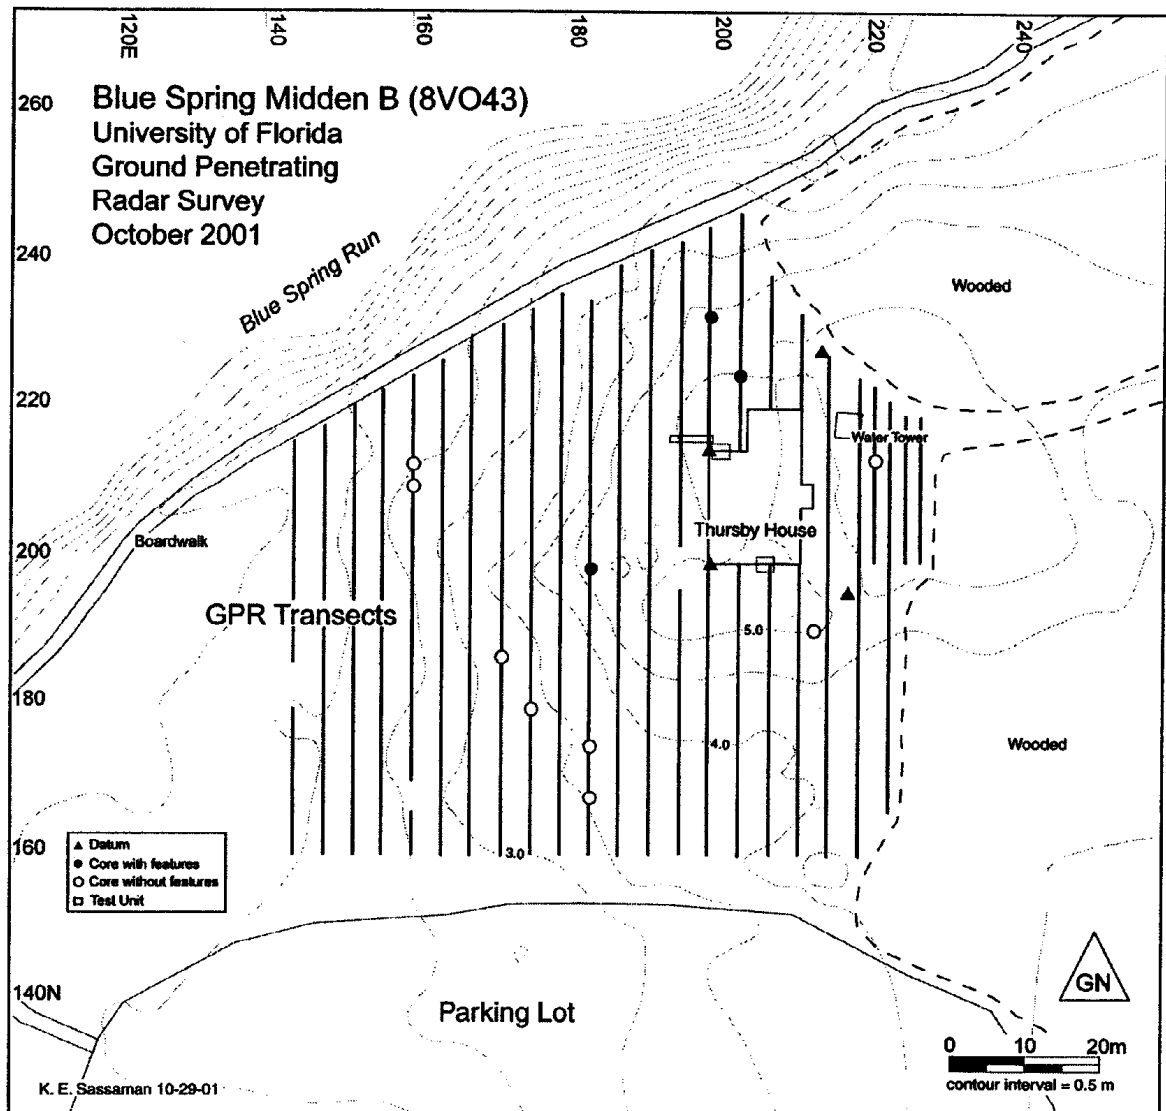 120E
140
160
180
200
220
240
260
Blue Spring Midden B (8VO43)
University of Florida
Ground Penetrating
Radar Survey
October 2001
240
Blue Spring Run
Wooded
220
Water Tower
200
Boardwalk
Thursby House
GPR Transects
5.0
180
4.0
Wooded
160
3.0
Datum
Core with features
Core without features
Test Unit
140N
GN
Parking Lot
0 10 20m
contour interval = 0.5 m
K. E. Sassaman 10-29-01